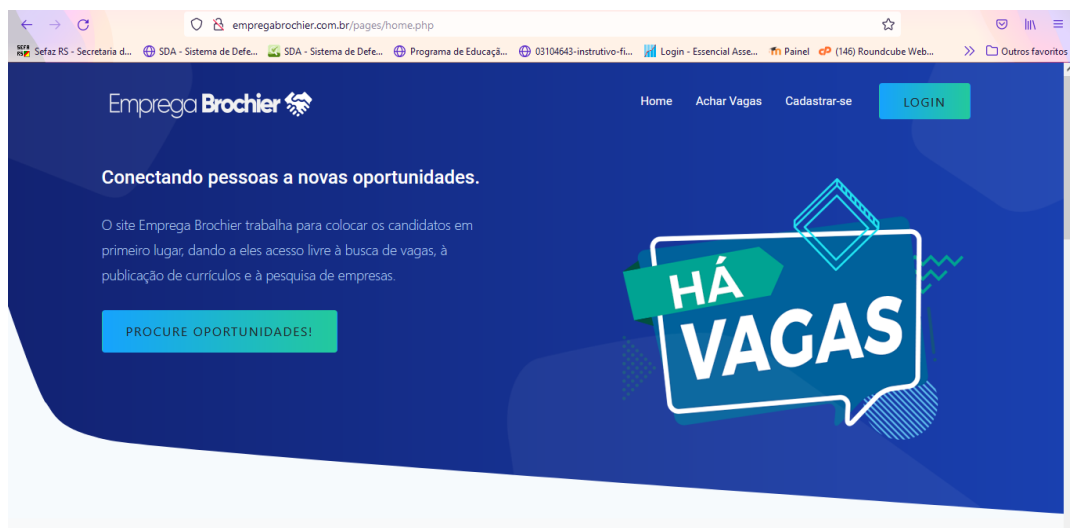 empregabrochier.com.br/pages/home.php
SEFA RS Sefaz RS - Secretaria d... SDA - Sistema de Defe... SDA - Sistema de Defe... Programa de Educaçã... 03104643-instrutivo-fi... Login - Essencial Asse... Painel cP (146) Roundcube Web... Outros favoritos
Emprega Brochier Home Achar Vagas Cadastrar-se LOGIN
Conectando pessoas a novas oportunidades.
O site Emprega Brochier trabalha para colocar os candidatos em
primeiro lugar, dando a eles acesso livre à busca de vagas, à
publicação de currículos e à pesquisa de empresas.
PROCURE OPORTUNIDADES!
HÁ
VAGAS